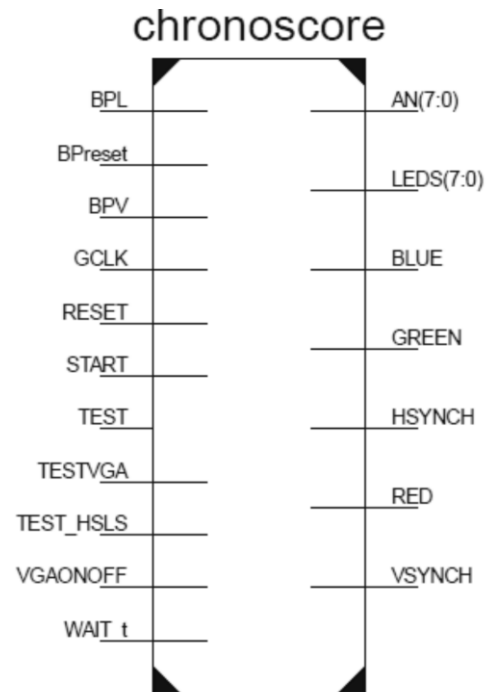 chronoscore
BPL
BPreset
BPV
GCLK
RESET
START
TEST
TESTVGA
TEST_HSLS
VGAONOFF
WAIT_t
AN(7:0)
LEDS(7:0)
BLUE
GREEN
HSYNCH
RED
VSYNCH